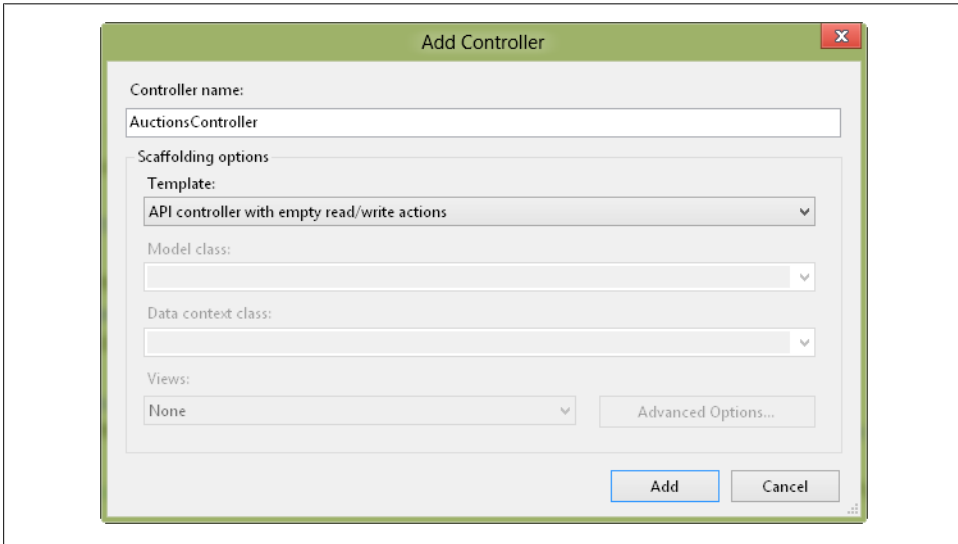 Add Controller
x
Controller name:
AuctionsController
Scaffolding options
Template:
API controller with empty read/write actions
Model class:
Data context class:
Views:
None
Advanced Options...
Add
Cancel